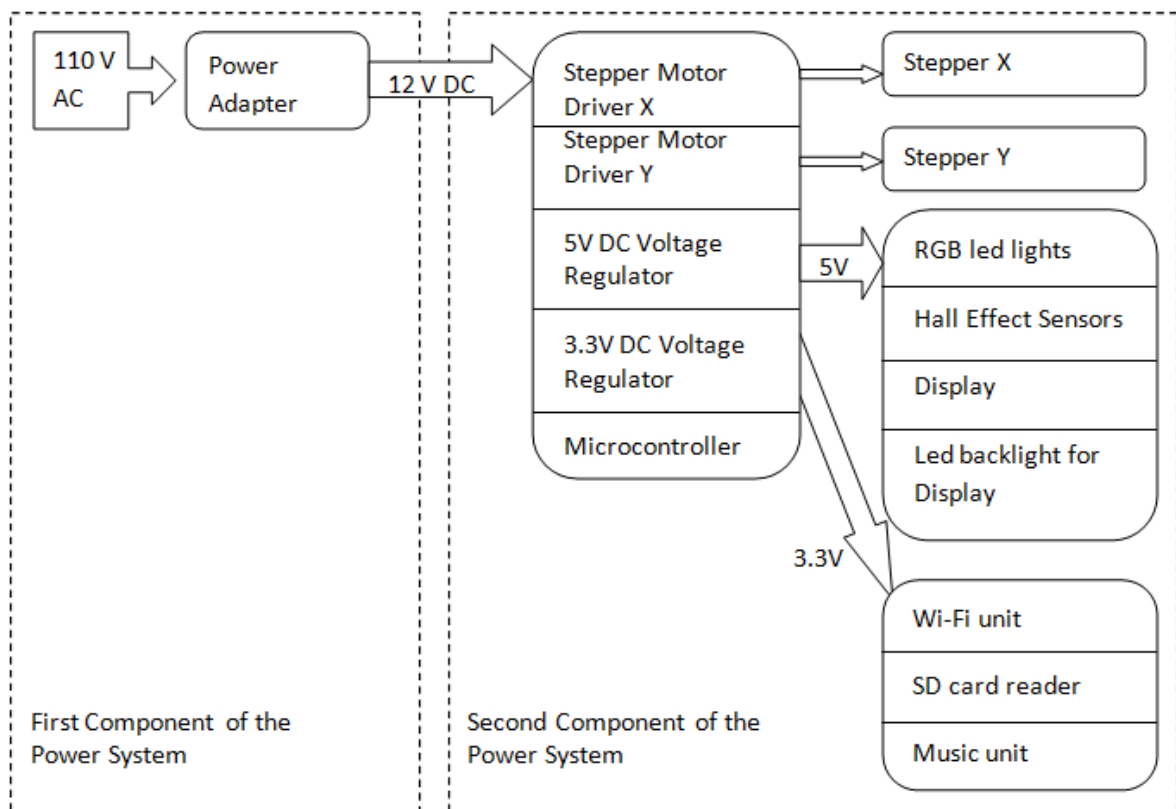 110 V
AC
Power
Adapter
12 V DC
Stepper Motor
Driver X
Stepper Motor
Driver Y
5V DC Voltage
Regulator
3.3V DC Voltage
Regulator
Microcontroller
Stepper X
Stepper Y
5V
RGB led lights
Hall Effect Sensors
Display
Led backlight for
Display
3.3V
Wi-Fi unit
SD card reader
Music unit
First Component of the
Power System
Second Component of the
Power System